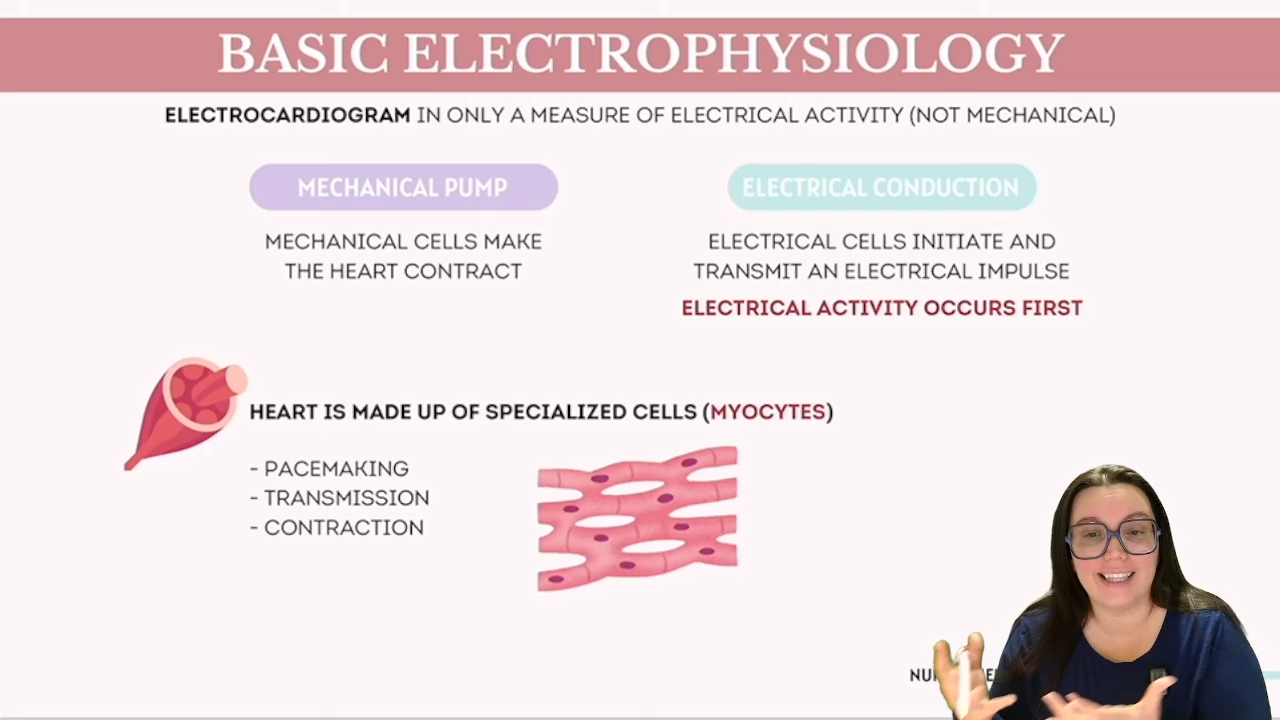 BASIC ELECTROPHYSIOLOGY
ELECTROCARDIOGRAM IN ONLY A MEASURE OF ELECTRICAL ACTIVITY (NOT MECHANICAL)
MECHANICAL PUMP
MECHANICAL CELLS MAKE
THE HEART CONTRACT
ELECTRICAL CONDUCTION
ELECTRICAL CELLS INITIATE AND
TRANSMIT AN ELECTRICAL IMPULSE
ELECTRICAL ACTIVITY OCCURS FIRST
HEART IS MADE UP OF SPECIALIZED CELLS (MYOCYTES)
- PACEMAKING
- TRANSMISSION
- CONTRACTION